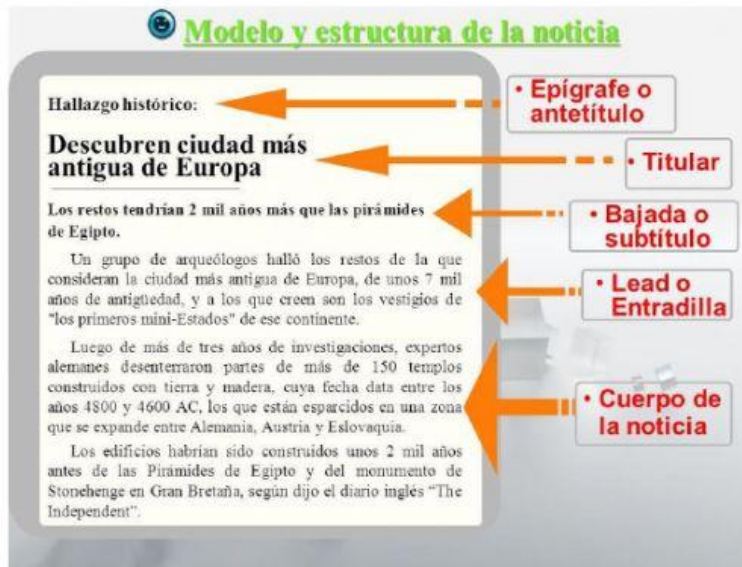 Modelo y estructura de la noticia
Hallazgo histórico:
• Epígrafe o
antetítulo
Descubren ciudad más
antigua de Europa
• Titular
Los restos tendrían 2 mil años más que las pirámides
de Egipto.
• Bajada o
subtítulo
Un grupo de arqueólogos halló los restos de la que
consideran la ciudad más antigua de Europa, de unos 7 mil
años de antigüedad, y a los que creen son los vestigios de
"los primeros mini-Estados" de ese continente.
• Lead o
Entradilla
Luego de más de tres años de investigaciones, expertos
alemanes desenterraron partes de más de 150 templos
construidos con tierra y madera, cuya fecha data entre los
años 4800 y 4600 AC, los que están esparcidos en una zona
que se expande entre Alemania, Austria y Eslovaquia.
Los edificios habrían sido construidos unos 2 mil años
antes de las Pirámides de Egipto y del monumento de
Stonehenge en Gran Bretaña, según dijo el diario inglés “The
Independent”.
• Cuerpo de
la noticia